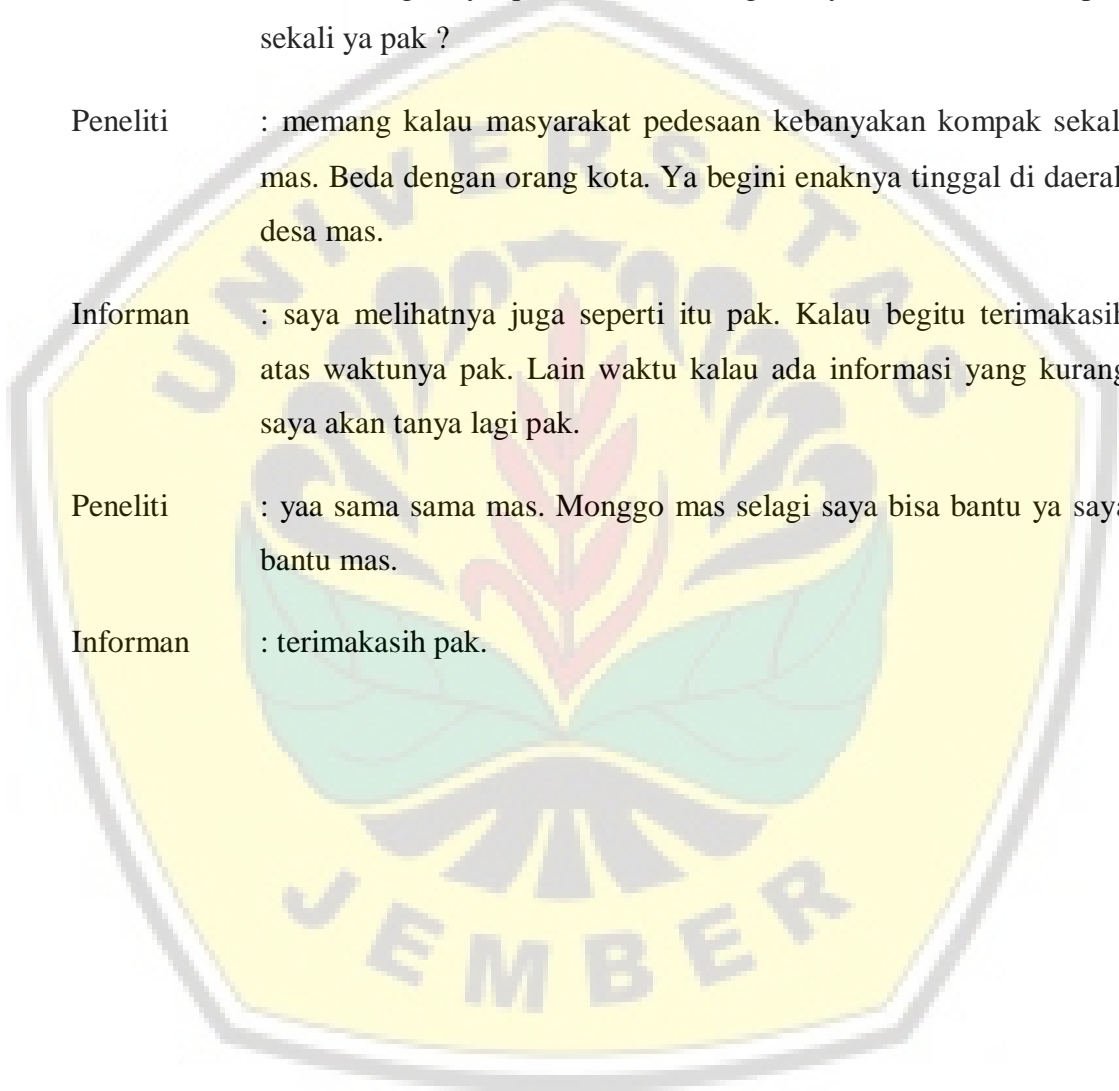 sekali ya pak ?
Peneliti : memang kalau masyarakat pedesaan kebanyakan kompak sekali
mas. Beda dengan orang kota. Ya begini enaknya tinggal di daerah
desa mas.
Informan : saya melihatnya juga seperti itu pak. Kalau begitu terimakasih
atas waktunya pak. Lain waktu kalau ada informasi yang kurang
saya akan tanya lagi pak.
Peneliti : yaa sama sama mas. Monggo mas selagi saya bisa bantu ya saya
bantu mas.
Informan : terimakasih pak.
UNIVERSITAS
JEMBER